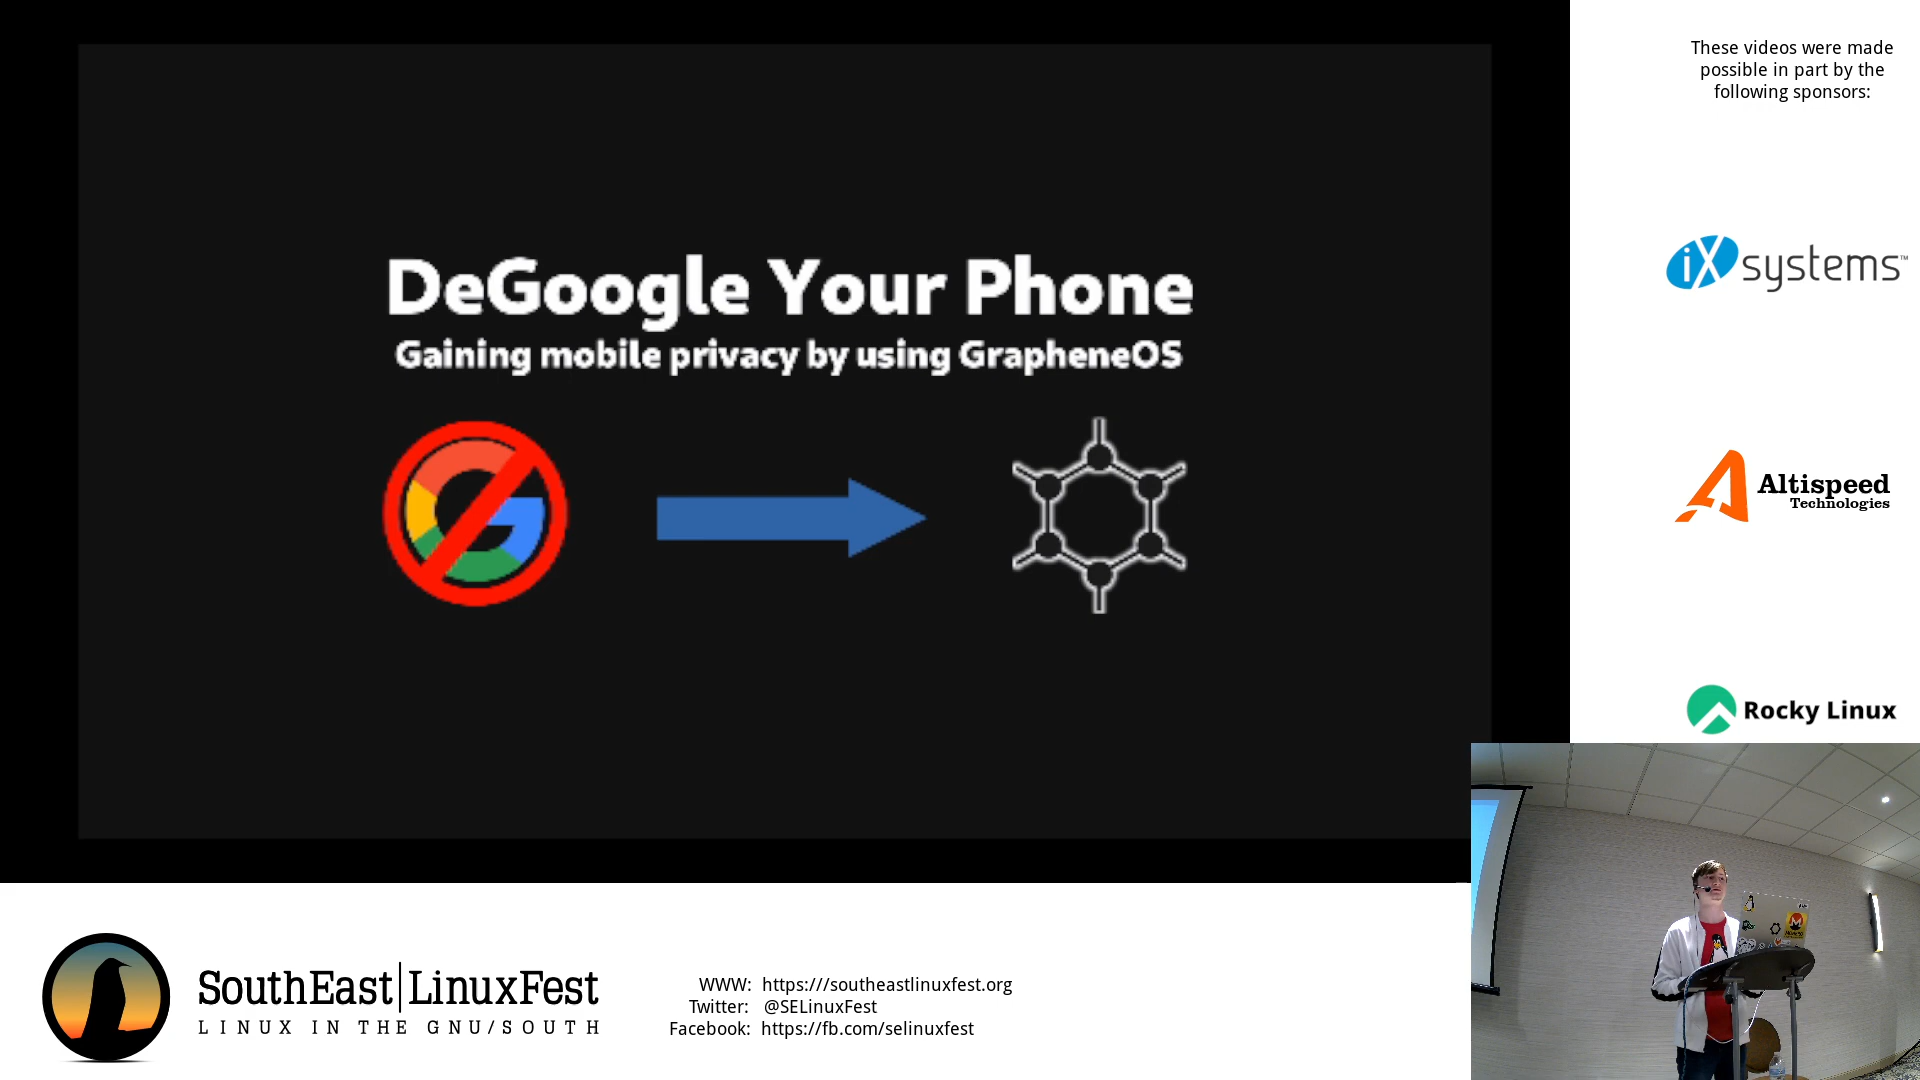 DeGoogle Your Phone
Gaining mobile privacy by using GrapheneOS
These videos were made
possible in part by the
following sponsors:
iXsystems™
Altispeed
Technologies
Rocky Linux
SouthEast|LinuxFest
LINUX IN THE GNU/SOUTH
WWW: https:///southeastlinuxfest.org
Twitter: @SELinuxFest
Facebook: https://fb.com/selinuxfest